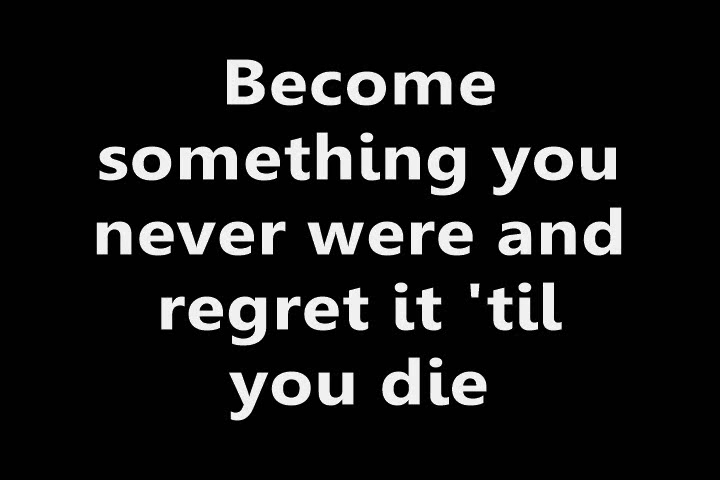 Become
something you
never were and
regret it 'til
you die